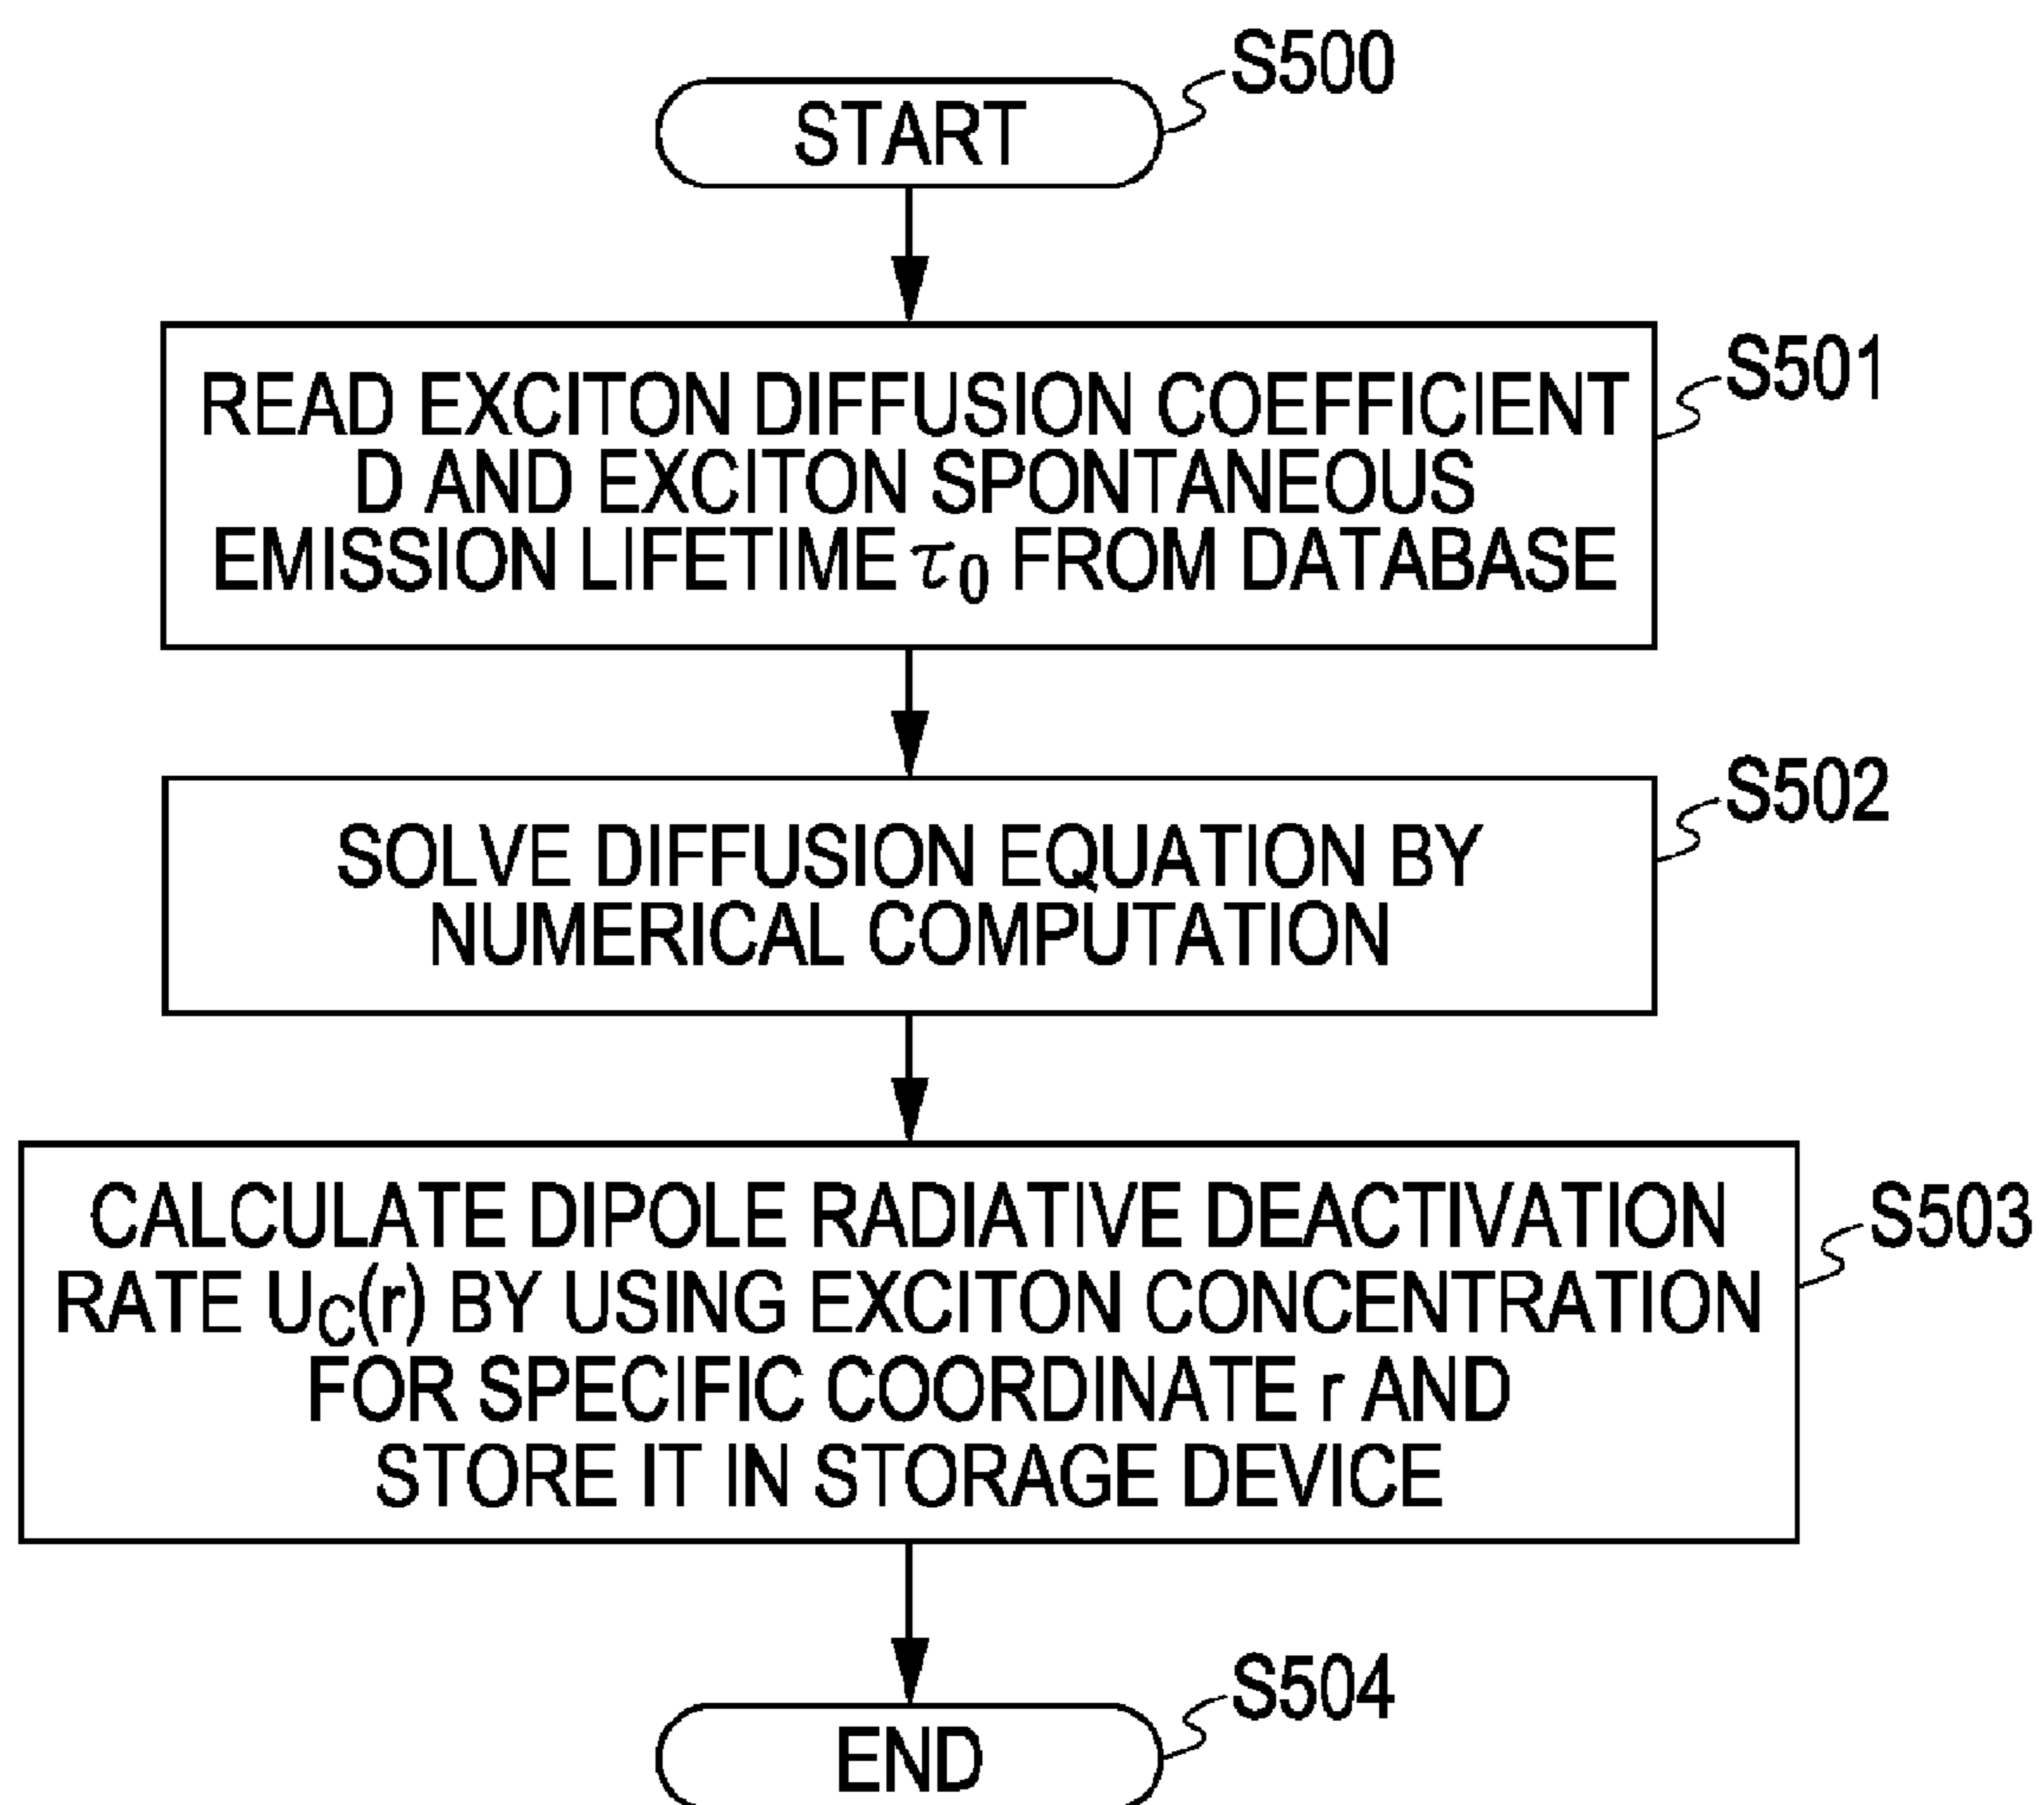 S500
START
S501
READ EXCITON DIFFUSION COEFFICIENT
D AND EXCITON SPONTANEOUS
EMISSION LIFETIME τ0 FROM DATABASE
S502
SOLVE DIFFUSION EQUATION BY
NUMERICAL COMPUTATION
S503
CALCULATE DIPOLE RADIATIVE DEACTIVATION
RATE UC(r) BY USING EXCITON CONCENTRATION
FOR SPECIFIC COORDINATE r AND
STORE IT IN STORAGE DEVICE
S504
END